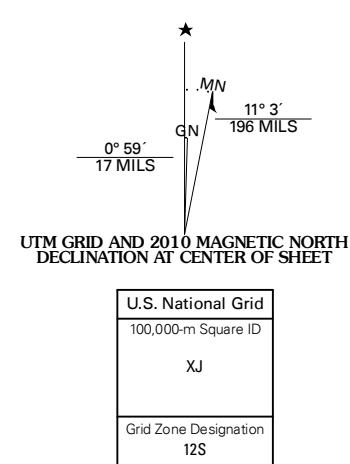 MN
GN
11° 3´
196 MILS
0° 59´
17 MILS
UTM GRID AND 2010 MAGNETIC NORTH
DECLINATION AT CENTER OF SHEET
U.S. National Grid
100,000-m Square ID
XJ
Grid Zone Designation
12S